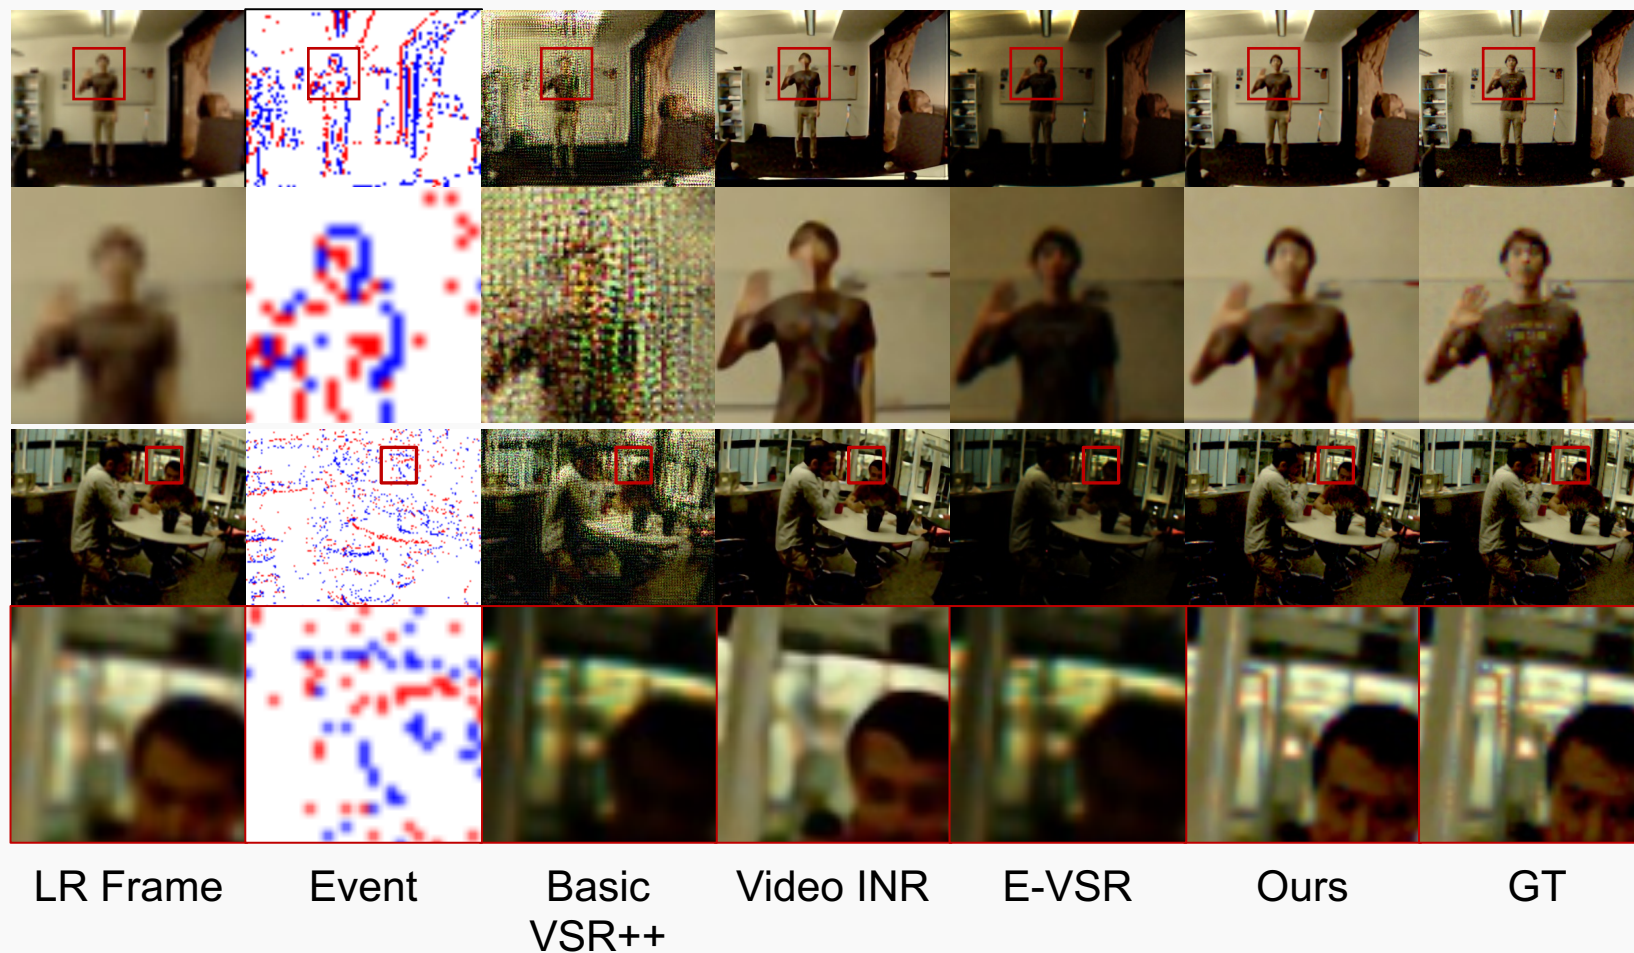 LR Frame
Event
Basic
VSR++
Video INR
E-VSR
Ours
GT